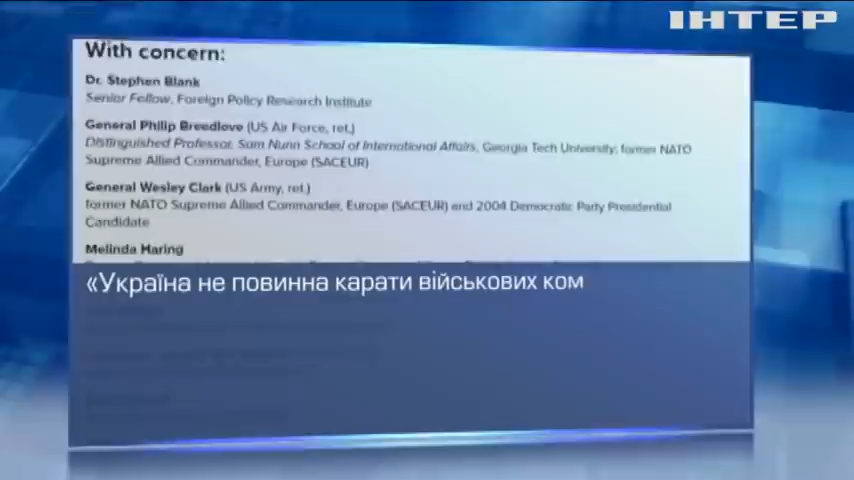 ІНТЕР
With concern:
Dr. Stephen Blank
Senior Fellow, Foreign Policy Research Institute
General Philip Breedlove (US Air Force, ret.)
Distinguished Professor, Sam Nunn School of International Affairs, Georgia Tech University; former NATO
Supreme Allied Commander, Europe (SACEUR)
General Wesley Clark (US Army, ret.)
former NATO Supreme Allied Commander, Europe (SACEUR) and 2004 Democratic Party Presidential
Candidate
Melinda Haring
«Україна не повинна карати військових ком